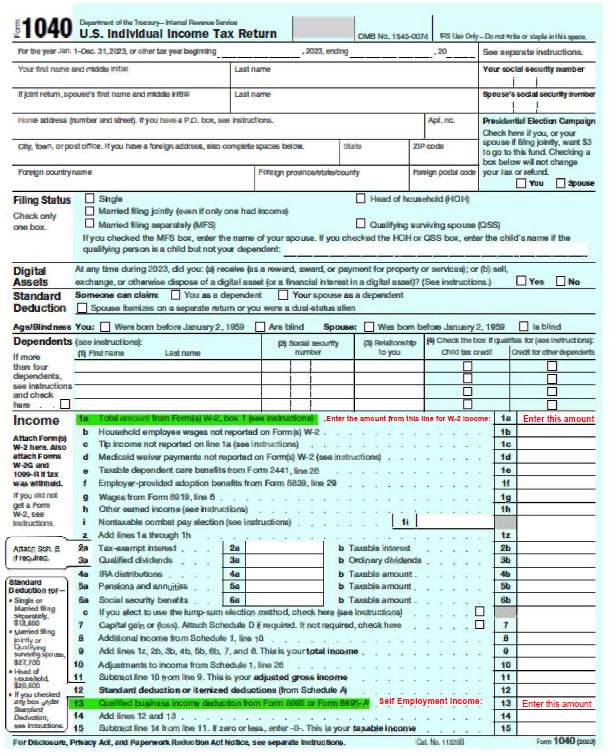 Form 1040 Department of the Treasury—Internal Revenue Service
U.S. Individual Income Tax Return
OMB No. 1545-0074 IRS Use Only—Do not write or staple in this space.
For the year Jan. 1–Dec. 31, 2023, or other tax year beginning , 2023, ending , 20 See separate instructions.
Your first name and middle initial Last name Your social security number
If joint return, spouse's first name and middle initial Last name Spouse's social security number
Home address (number and street). If you have a P.O. box, see instructions. Apt. no.
Presidential Election Campaign
Check here if you, or your
spouse if filing jointly, want $3
to go to this fund. Checking a
box below will not change
your tax or refund.
You Spouse
City, town, or post office. If you have a foreign address, also complete spaces below. State ZIP code
Foreign country name Foreign province/state/county Foreign postal code
Filing Status
Check only
one box.
Single Head of household (HOH)
Married filing jointly (even if only one had income)
Married filing separately (MFS) Qualifying surviving spouse (QSS)
If you checked the MFS box, enter the name of your spouse. If you checked the HOH or QSS box, enter the child's name if the
qualifying person is a child but not your dependent:
Digital
Assets
At any time during 2023, did you: (a) receive (as a reward, award, or payment for property or services); or (b) sell,
exchange, or otherwise dispose of a digital asset (or a financial interest in a digital asset)? (See instructions.) Yes No
Standard
Deduction
Someone can claim: You as a dependent Your spouse as a dependent
Spouse itemizes on a separate return or you were a dual-status alien
Age/Blindness You: Were born before January 2, 1959 Are blind Spouse: Was born before January 2, 1959 Is blind
Dependents (see instructions):
(1) First name Last name
(2) Social security
number
(3) Relationship
to you
(4) Check the box if qualifies for (see instructions):
Child tax credit Credit for other dependents
If more
than four
dependents,
see instructions
and check
here . .
Income
Attach Form(s)
W-2 here. Also
attach Forms
W-2G and
1099-R if tax
was withheld.
If you did not
get a Form
W-2, see
instructions.
1a Total amount from Form(s) W-2, box 1 (see instructions) . Enter the amount from this line for W-2 Income: 1a Enter this amount
b Household employee wages not reported on Form(s) W-2 1b
c Tip income not reported on line 1a (see instructions) 1c
d Medicaid waiver payments not reported on Form(s) W-2 (see instructions) 1d
e Taxable dependent care benefits from Form 2441, line 26 1e
f Employer-provided adoption benefits from Form 8839, line 29 1f
g Wages from Form 8919, line 6 1g
h Other earned income (see instructions) 1h
i Nontaxable combat pay election (see instructions) 1i
z Add lines 1a through 1h 1z
Attach Sch. B
if required.
2a Tax-exempt interest 2a b Taxable interest 2b
3a Qualified dividends 3a b Ordinary dividends 3b
4a IRA distributions 4a b Taxable amount 4b
5a Pensions and annuities 5a b Taxable amount 5b
6a Social security benefits 6a b Taxable amount 6b
c If you elect to use the lump-sum election method, check here (see instructions)
7 Capital gain or (loss). Attach Schedule D if required. If not required, check here 7
8 Additional income from Schedule 1, line 10 8
9 Add lines 1z, 2b, 3b, 4b, 5b, 6b, 7, and 8. This is your total income 9
10 Adjustments to income from Schedule 1, line 26 10
11 Subtract line 10 from line 9. This is your adjusted gross income 11
12 Standard deduction or itemized deductions (from Schedule A) 12
13 Qualified business income deduction from Form 8995 or Form 8995-A Self Employment Income: 13 Enter this amount
14 Add lines 12 and 13 14
15 Subtract line 14 from line 11. If zero or less, enter -0-. This is your taxable income 15
Standard
Deduction for—
• Single or
Married filing
separately,
$13,850
• Married filing
jointly or
Qualifying
surviving spouse,
$27,700
• Head of
household,
$20,800
• If you checked
any box under
Standard
Deduction,
see instructions.
For Disclosure, Privacy Act, and Paperwork Reduction Act Notice, see separate instructions. Cat. No. 11320B Form 1040 (2023)